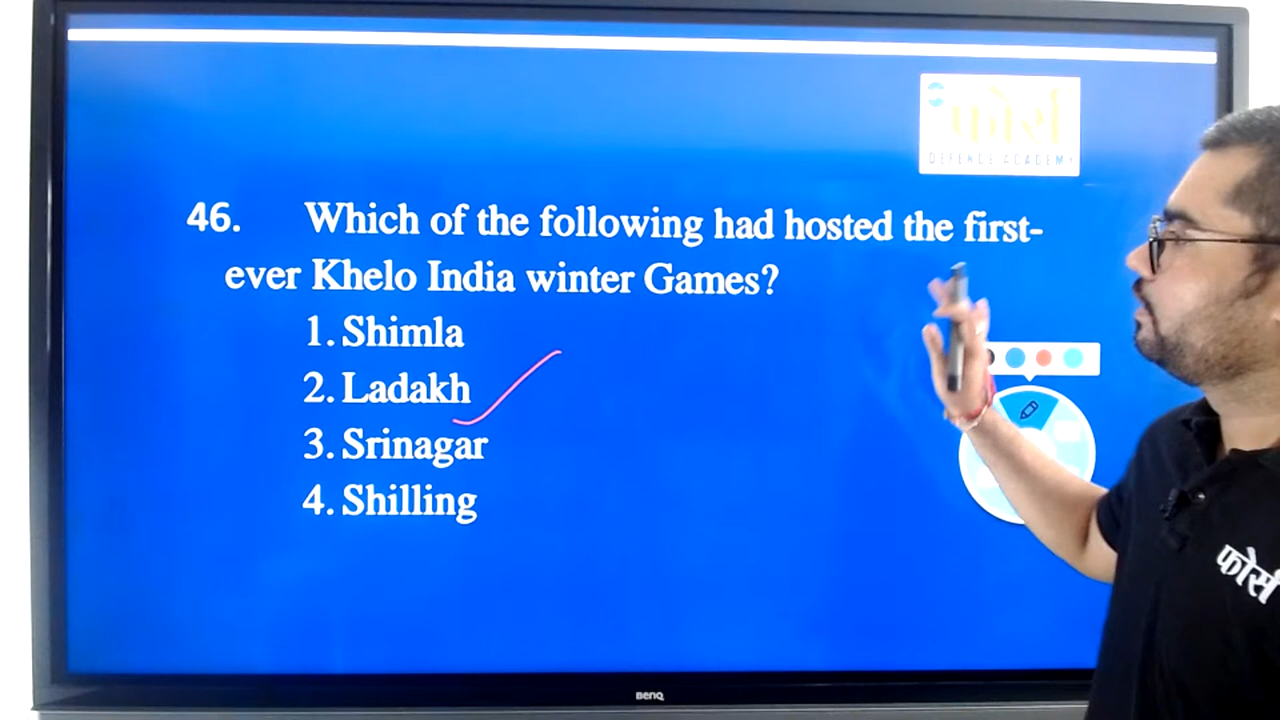 फोर्स
DEFENCE ACADEMY
46. Which of the following had hosted the first-
ever Khelo India winter Games?
1. Shimla
2. Ladakh
3. Srinagar
4. Shilling
फोर्स
BenQ